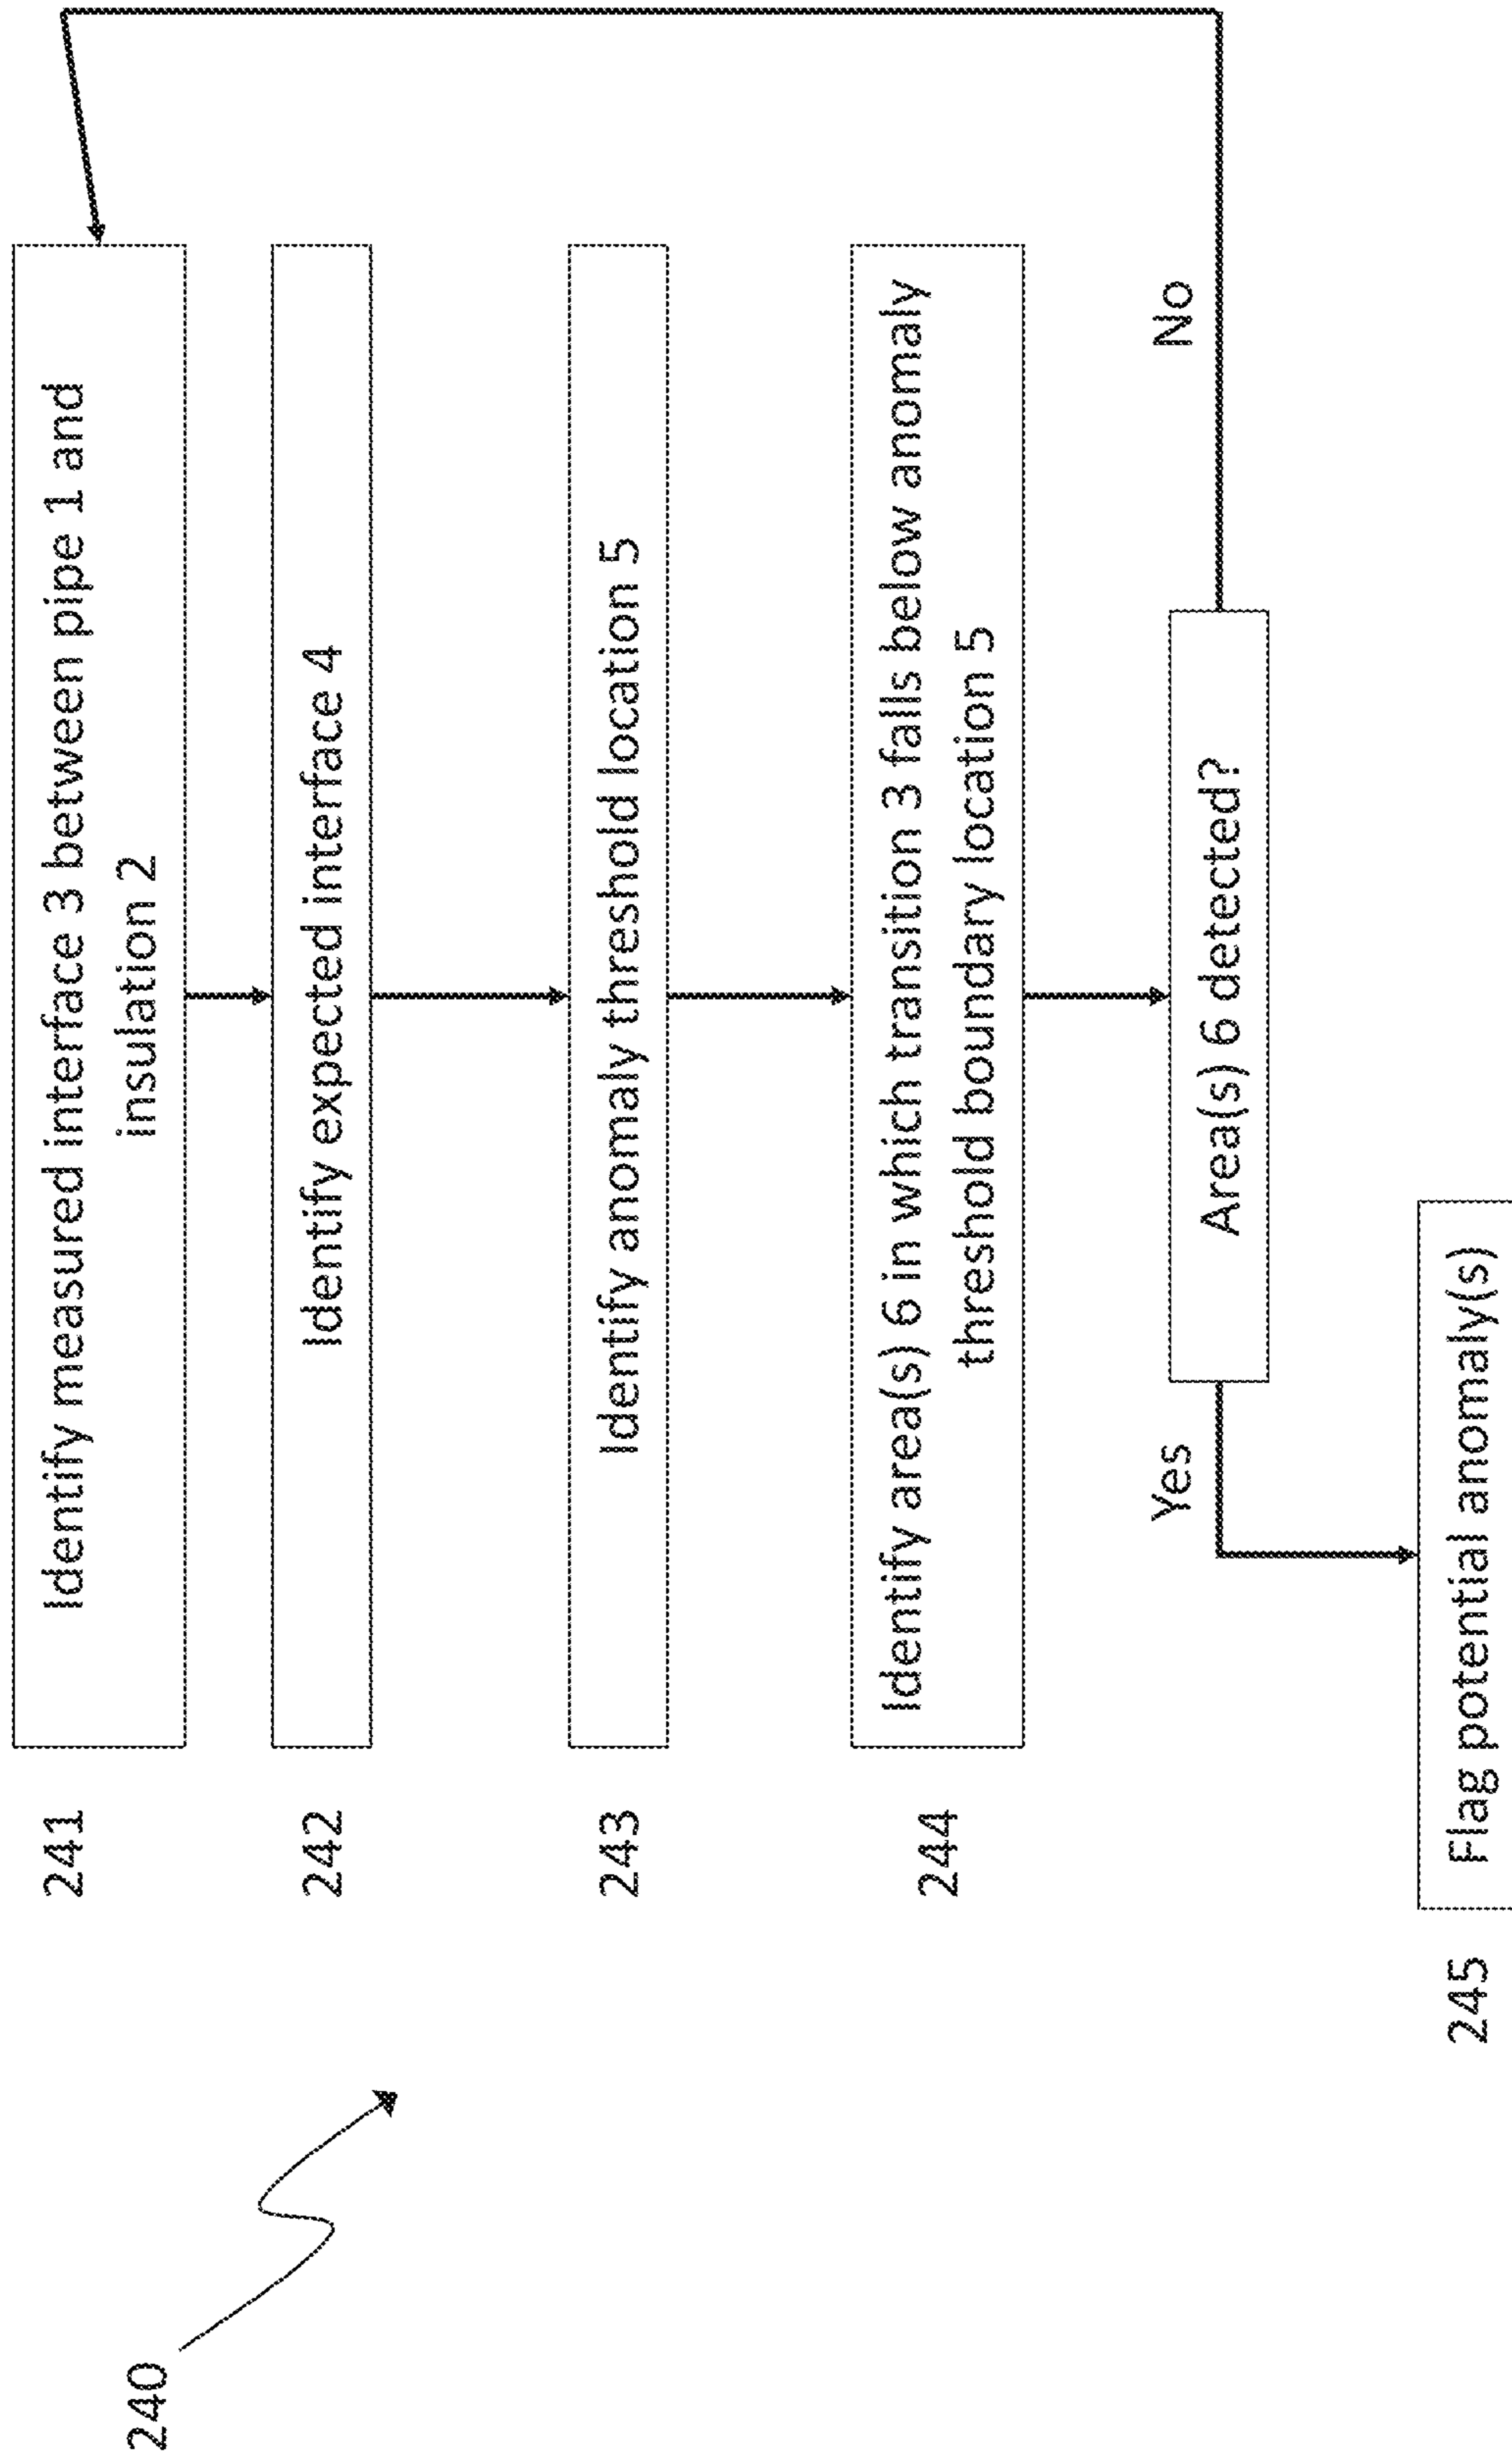 240
241
Identify measured interface 3 between pipe 1 and
insulation 2
242
Identify expected interface 4
243
Identify anomaly threshold location 5
244
Identify area(s) 6 in which transition 3 falls below anomaly
threshold boundary location 5
Area(s) 6 detected?
Yes
No
245
Flag potential anomaly(s)